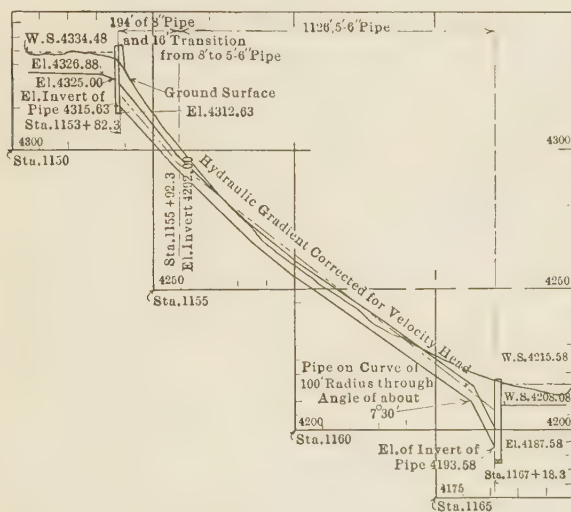 194' of 8' Pipe
and 16' Transition
from 8' to 5'-6" Pipe
1126', 5'-6" Pipe
W.S.4334.48
El.4326.88
El.4325.00
El.Invert of
Pipe 4315.63
Sta.1153+82.3
Ground Surface
El.4312.63
4300
Sta.1150
4300
Hydraulic Gradient Corrected for Velocity Head
Sta.1155+92.3
El.Invert 4292.00
4250
Sta.1155
4250
W.S.4215.58
Pipe on Curve of
100' Radius through
Angle of about
7°30'
W.S.4208.08
4200
Sta.1160
4200
El.of Invert of
Pipe 4193.58
El.4187.58
Sta.1167+18.3
4175
Sta.1165